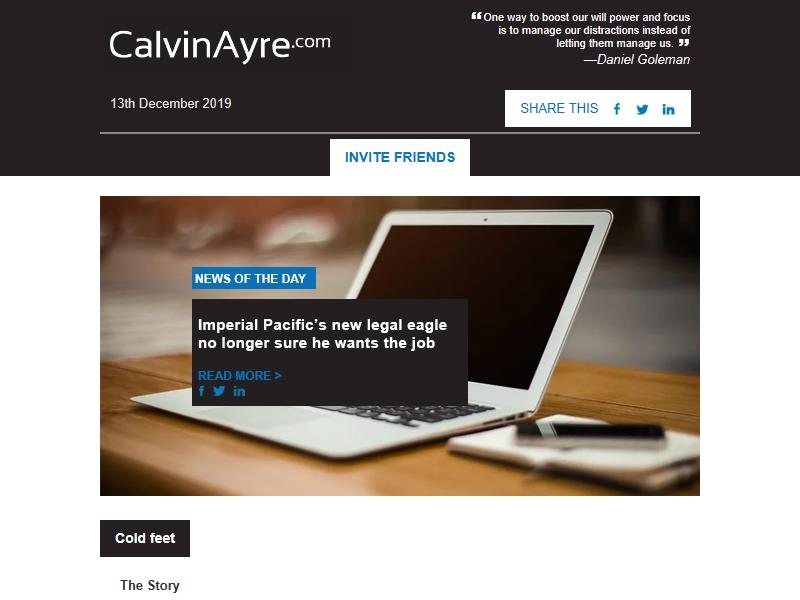 CalvinAyre.com
❝One way to boost our will power and focus
is to manage our distractions instead of
letting them manage us. ❞
—Daniel Goleman
13th December 2019
SHARE THIS
INVITE FRIENDS
NEWS OF THE DAY
Imperial Pacific’s new legal eagle
no longer sure he wants the job
READ MORE >
Cold feet
The Story